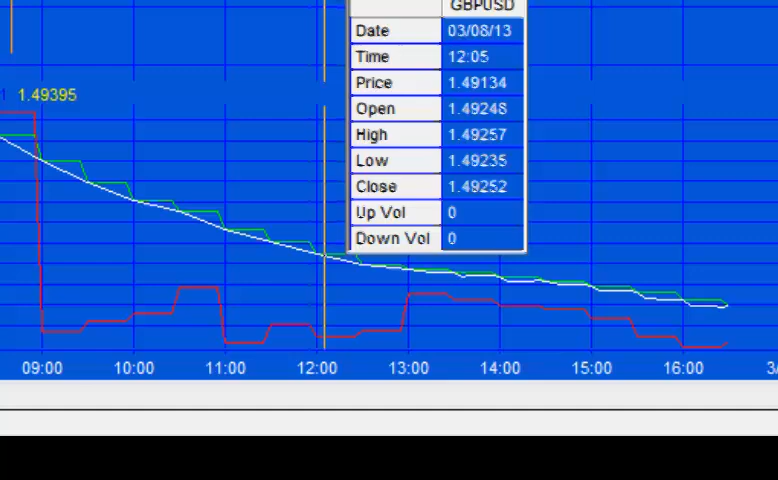 GBPUSD
Date 03/08/13
Time 12:05
Price 1.49134
1.49395
Open 1.49248
High 1.49257
Low 1.49235
Close 1.49252
Up Vol 0
Down Vol 0
09:00 10:00 11:00 12:00 13:00 14:00 15:00 16:00 3/